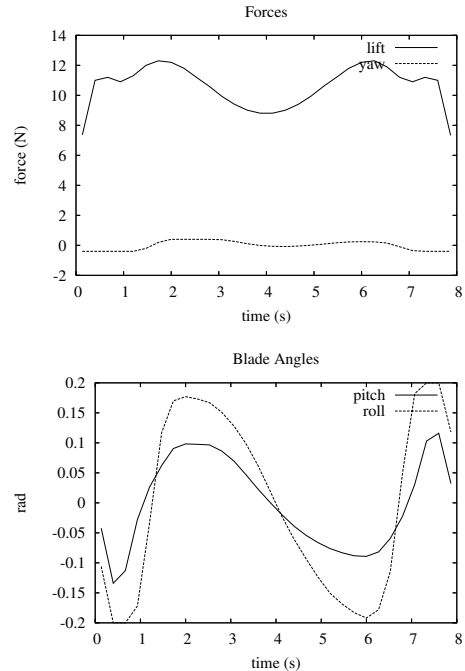 Forces
14
12
10
8
6
4
2
0
-2
force (N)
lift
yaw
0 1 2 3 4 5 6 7 8
time (s)
Blade Angles
0.2
0.15
0.1
0.05
0
-0.05
-0.1
-0.15
-0.2
rad
pitch
roll
0 1 2 3 4 5 6 7 8
time (s)